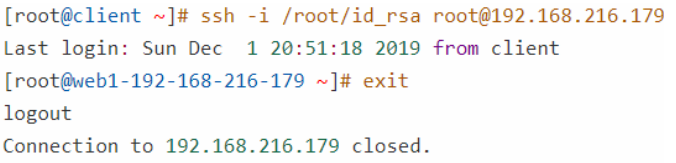 [root@client ~]# ssh -i /root/id_rsa root@192.168.216.179
Last login: Sun Dec  1 20:51:18 2019 from client
[root@web1-192-168-216-179 ~]# exit
logout
Connection to 192.168.216.179 closed.